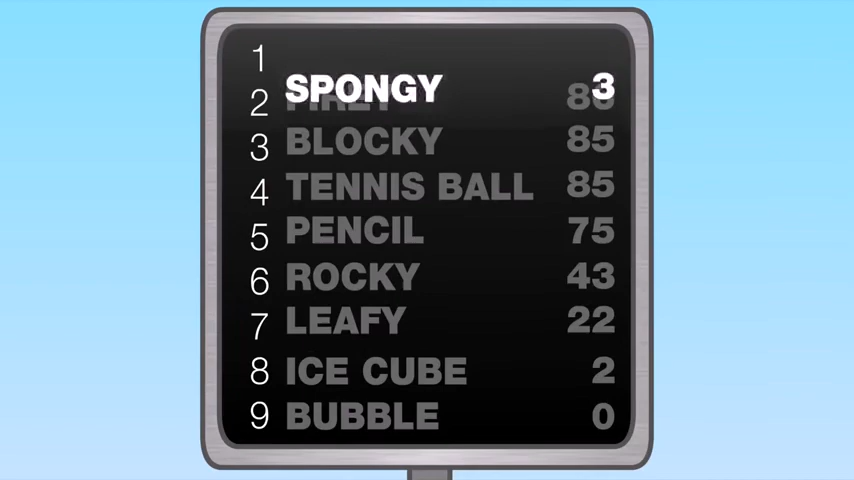 1
SPONGY 3
2
3 BLOCKY 85
4 TENNIS BALL 85
5 PENCIL 75
6 ROCKY 43
7 LEAFY 22
8 ICE CUBE 2
9 BUBBLE 0